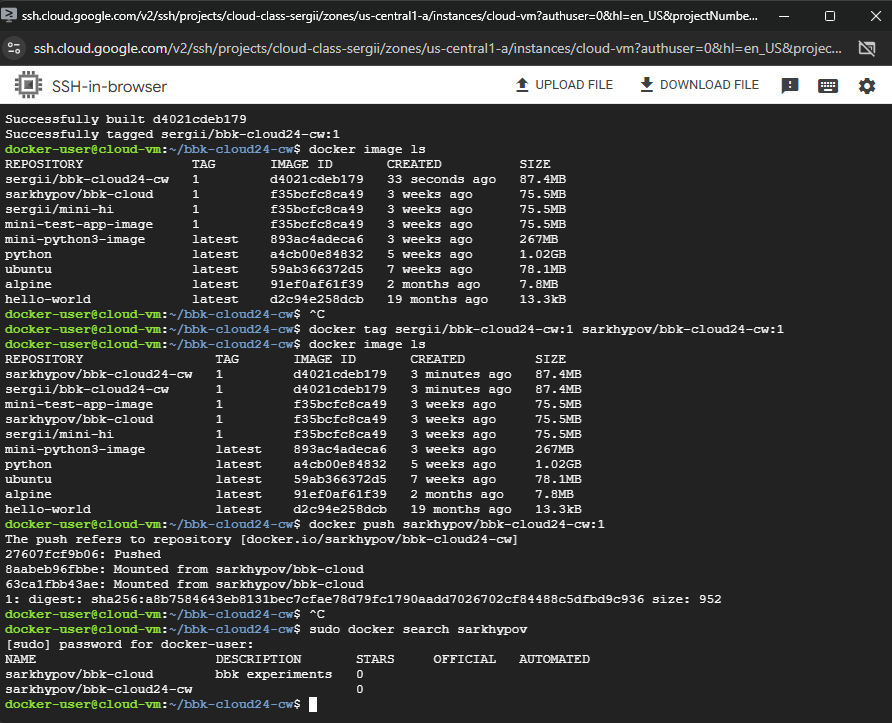 ssh.cloud.google.com/v2/ssh/projects/cloud-class-sergii/zones/us-central1-a/instances/cloud-vm?authuser=0&hl=en_US&projectNumbe...
ssh.cloud.google.com/v2/ssh/projects/cloud-class-sergii/zones/us-central1-a/instances/cloud-vm?authuser=0&hl=en_US&projec...
SSH-in-browser UPLOAD FILE DOWNLOAD FILE
Successfully built d4021cdeb179
Successfully tagged sergii/bbk-cloud24-cw:1
docker-user@cloud-vm:~/bbk-cloud24-cw$ docker image ls
REPOSITORY TAG IMAGE ID CREATED SIZE
sergii/bbk-cloud24-cw 1 d4021cdeb179 33 seconds ago 87.4MB
sarkhypov/bbk-cloud 1 f35bcfc8ca49 3 weeks ago 75.5MB
sergii/mini-hi 1 f35bcfc8ca49 3 weeks ago 75.5MB
mini-test-app-image 1 f35bcfc8ca49 3 weeks ago 75.5MB
mini-python3-image latest 893ac4adeca6 3 weeks ago 267MB
python latest a4cb00e84832 5 weeks ago 1.02GB
ubuntu latest 59ab366372d5 7 weeks ago 78.1MB
alpine latest 91ef0af61f39 2 months ago 7.8MB
hello-world latest d2c94e258dcb 19 months ago 13.3kB
docker-user@cloud-vm:~/bbk-cloud24-cw$ ^C
docker-user@cloud-vm:~/bbk-cloud24-cw$ docker tag sergii/bbk-cloud24-cw:1 sarkhypov/bbk-cloud24-cw:1
docker-user@cloud-vm:~/bbk-cloud24-cw$ docker image ls
REPOSITORY TAG IMAGE ID CREATED SIZE
sarkhypov/bbk-cloud24-cw 1 d4021cdeb179 3 minutes ago 87.4MB
sergii/bbk-cloud24-cw 1 d4021cdeb179 3 minutes ago 87.4MB
mini-test-app-image 1 f35bcfc8ca49 3 weeks ago 75.5MB
sarkhypov/bbk-cloud 1 f35bcfc8ca49 3 weeks ago 75.5MB
sergii/mini-hi 1 f35bcfc8ca49 3 weeks ago 75.5MB
mini-python3-image latest 893ac4adeca6 3 weeks ago 267MB
python latest a4cb00e84832 5 weeks ago 1.02GB
ubuntu latest 59ab366372d5 7 weeks ago 78.1MB
alpine latest 91ef0af61f39 2 months ago 7.8MB
hello-world latest d2c94e258dcb 19 months ago 13.3kB
docker-user@cloud-vm:~/bbk-cloud24-cw$ docker push sarkhypov/bbk-cloud24-cw:1
The push refers to repository [docker.io/sarkhypov/bbk-cloud24-cw]
27607fcf9b06: Pushed
8aabeb96fbbe: Mounted from sarkhypov/bbk-cloud
63ca1fbb43ae: Mounted from sarkhypov/bbk-cloud
1: digest: sha256:a8b7584643eb8131bec7cfae78d79fc1790aadd7026702cf84488c5dfbd9c936 size: 952
docker-user@cloud-vm:~/bbk-cloud24-cw$ ^C
docker-user@cloud-vm:~/bbk-cloud24-cw$ sudo docker search sarkhypov
[sudo] password for docker-user:
NAME DESCRIPTION STARS OFFICIAL AUTOMATED
sarkhypov/bbk-cloud bbk experiments 0
sarkhypov/bbk-cloud24-cw 0
docker-user@cloud-vm:~/bbk-cloud24-cw$